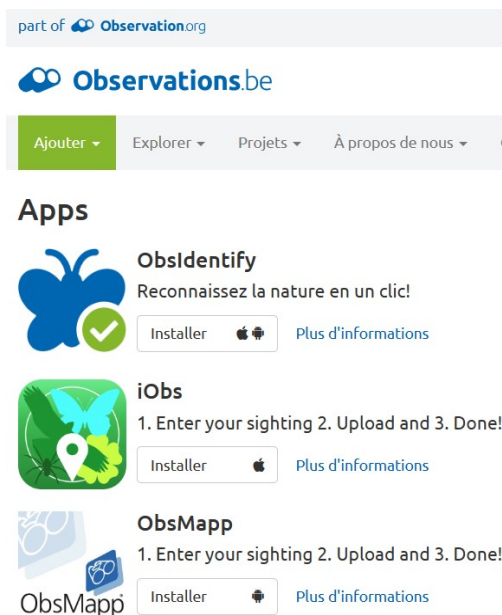 part of Observation.org
Observations.be
Ajouter Explorer Projets À propos de nous
Apps
ObsIdentify
Reconnaissez la nature en un clic!
Installer Plus d'informations
iObs
1. Enter your sighting 2. Upload and 3. Done!
Installer Plus d'informations
ObsMapp
1. Enter your sighting 2. Upload and 3. Done!
Installer Plus d'informations
ObsMapp